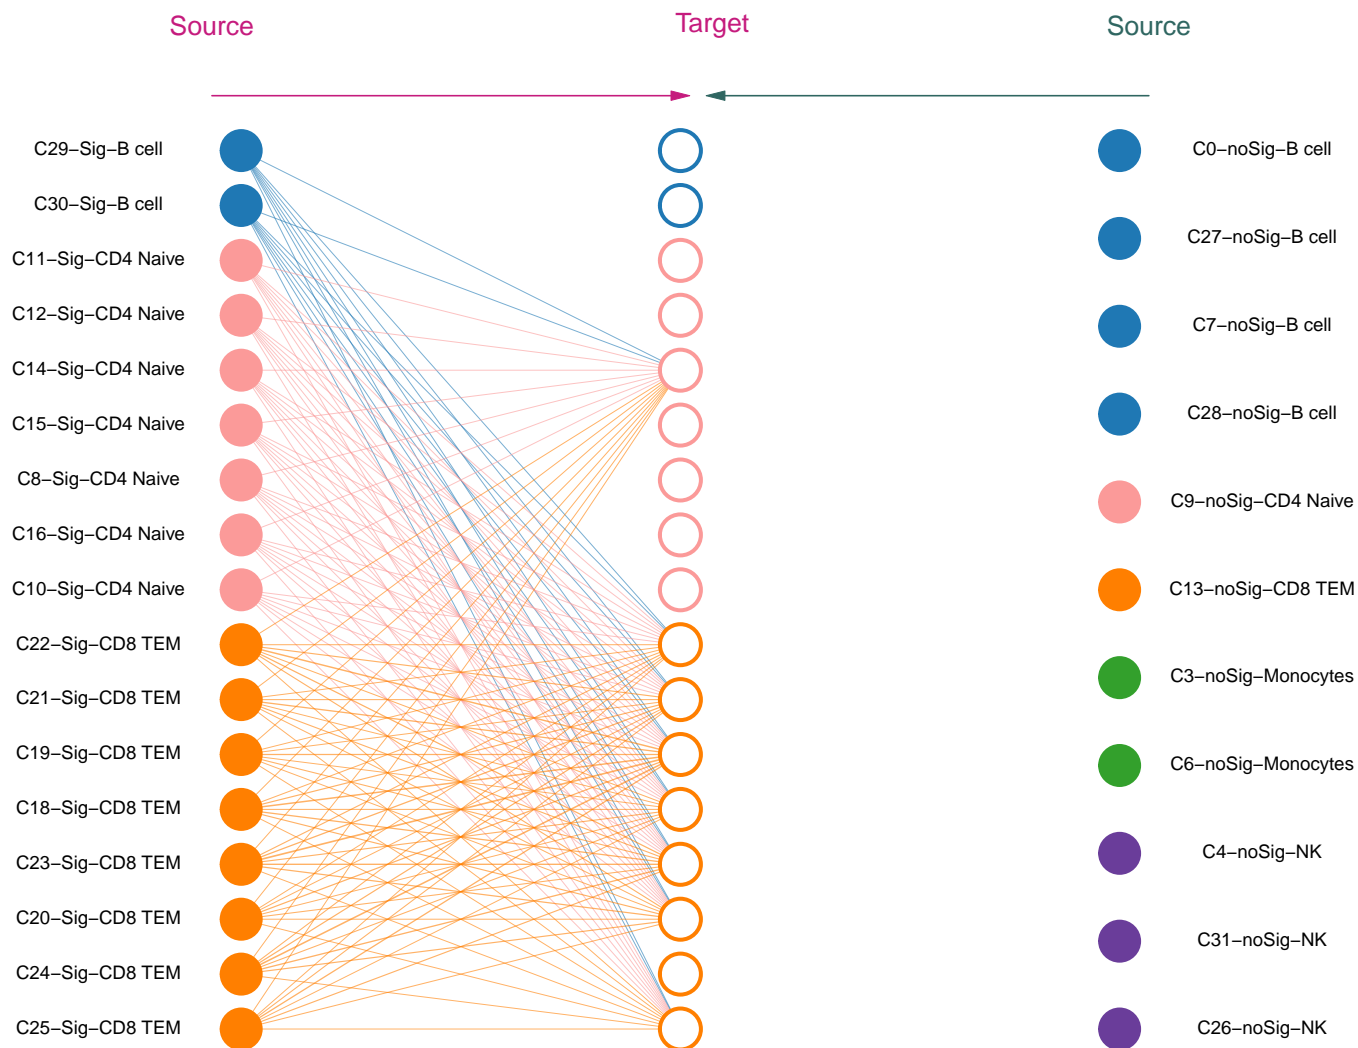 Source
Target
Source
C29–Sig–B cell
C30–Sig–B cell
C11–Sig–CD4 Naive
C12–Sig–CD4 Naive
C14–Sig–CD4 Naive
C15–Sig–CD4 Naive
C8–Sig–CD4 Naive
C16–Sig–CD4 Naive
C10–Sig–CD4 Naive
C22–Sig–CD8 TEM
C21–Sig–CD8 TEM
C19–Sig–CD8 TEM
C18–Sig–CD8 TEM
C23–Sig–CD8 TEM
C20–Sig–CD8 TEM
C24–Sig–CD8 TEM
C25–Sig–CD8 TEM
C0–noSig–B cell
C27–noSig–B cell
C7–noSig–B cell
C28–noSig–B cell
C9–noSig–CD4 Naive
C13–noSig–CD8 TEM
C3–noSig–Monocytes
C6–noSig–Monocytes
C4–noSig–NK
C31–noSig–NK
C26–noSig–NK